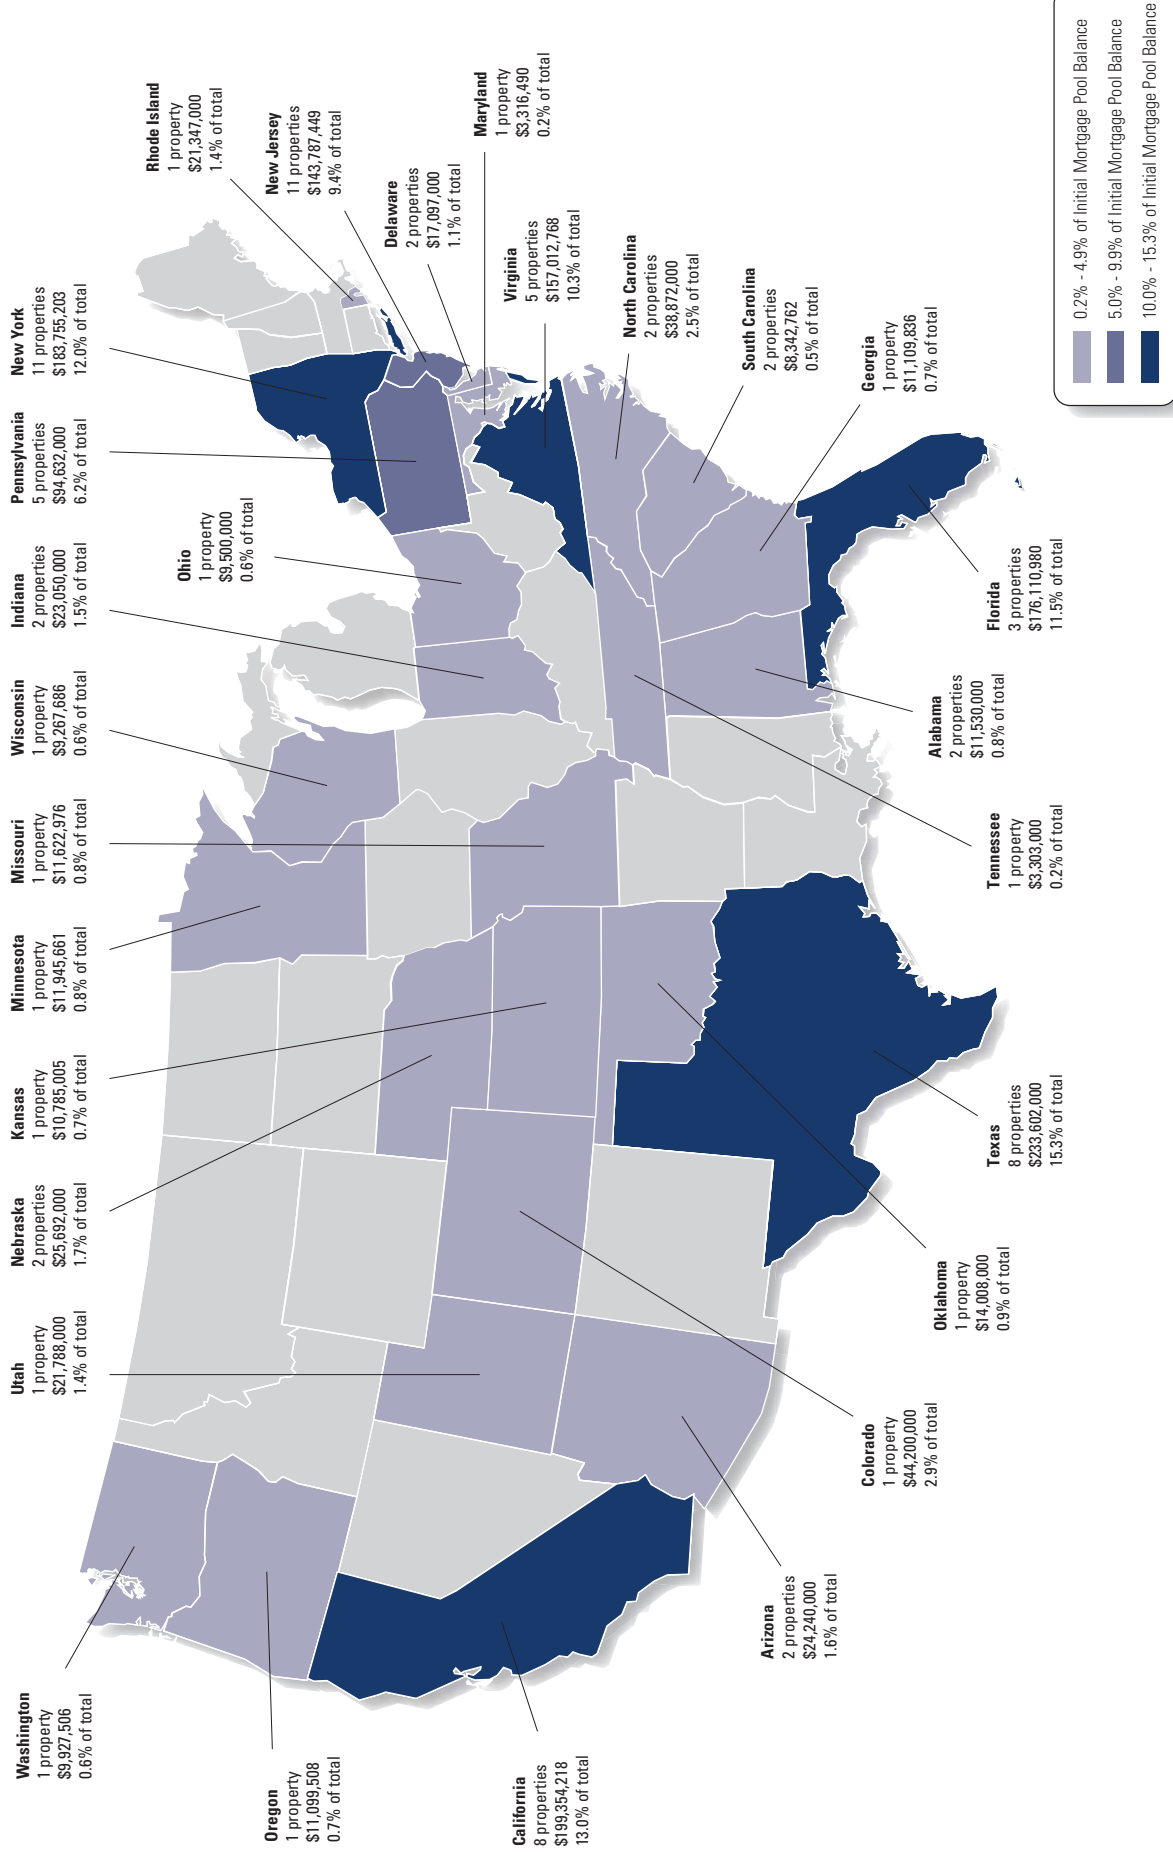 Washington
1 property
$9,927,506
0.6% of total
Utah
1 property
$21,788,000
1.4% of total
Nebraska
2 properties
$25,692,000
1.7% of total
Kansas
1 property
$10,785,005
0.7% of total
Minnesota
1 property
$11,945,661
0.8% of total
Missouri
1 property
$11,622,976
0.8% of total
Wisconsin
1 property
$9,267,686
0.6% of total
Indiana
2 properties
$23,050,000
1.5% of total
Pennsylvania
5 properties
$94,632,000
6.2% of total
New York
11 properties
$183,755,203
12.0% of total
Ohio
1 property
$9,500,000
0.6% of total
Rhode Island
1 property
$21,347,000
1.4% of total
New Jersey
11 properties
$143,787,449
9.4% of total
Delaware
2 properties
$17,097,000
1.1% of total
Maryland
1 property
$3,316,490
0.2% of total
Virginia
5 properties
$157,012,768
10.3% of total
North Carolina
2 properties
$38,872,000
2.5% of total
South Carolina
2 properties
$8,342,762
0.5% of total
Georgia
1 property
$11,109,836
0.7% of total
Florida
3 properties
$176,110,980
11.5% of total
Alabama
2 properties
$11,530,000
0.8% of total
Tennessee
1 property
$3,303,000
0.2% of total
Texas
8 properties
$233,602,000
15.3% of total
Oklahoma
1 property
$14,008,000
0.9% of total
Colorado
1 property
$44,200,000
2.9% of total
Arizona
2 properties
$24,240,000
1.6% of total
California
8 properties
$199,354,218
13.0% of total
Oregon
1 property
$11,099,508
0.7% of total
0.2% - 4.9% of Initial Mortgage Pool Balance
5.0% - 9.9% of Initial Mortgage Pool Balance
10.0% - 15.3% of Initial Mortgage Pool Balance